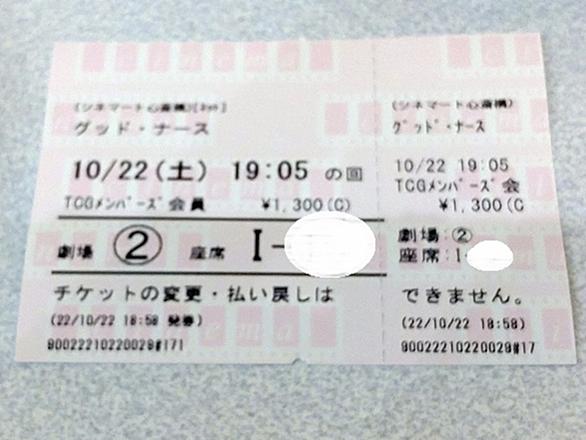 (シネマート心斎橋)[ネット]
グッド・ナース
10/22(土) 19:05 の回
TCGメンバーズ会員 ¥1,300(C)
劇場 ② 座席 I-
チケットの変更・払い戻しは
(22/10/22 18:58 発券)
90022210220029#171
(シネマート心斎橋)
グッド・ナース
10/22 19:05
TCGメンバーズ会
¥1,300(C
劇場:②
座席:I-
できません。
(22/10/22 18:58)
90022210220029#17